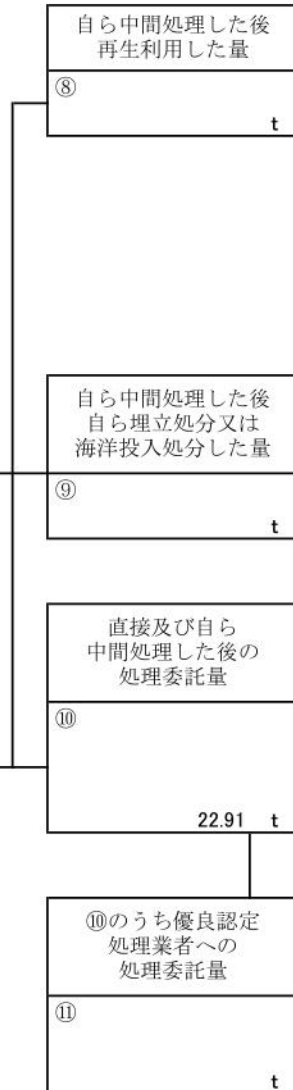 自ら中間処理した後
再生利用した量
⑧
t
自ら中間処理した後
自ら埋立処分又は
海洋投入処分した量
⑨
t
直接及び自ら
中間処理した後の
処理委託量
⑩
22.91 t
⑩のうち優良認定
処理業者への
処理委託量
⑪
t